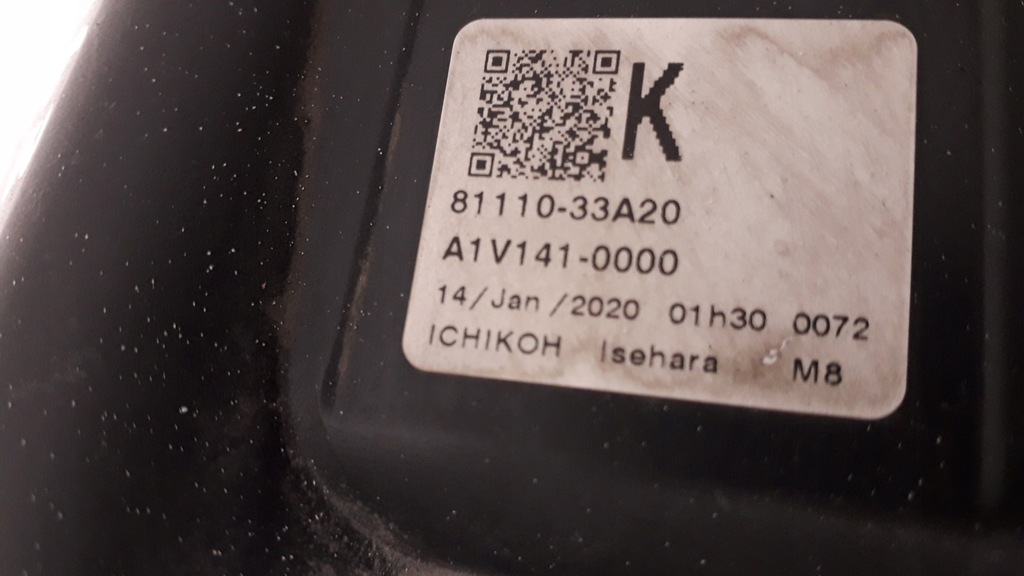 K
81110-33A20
A1V141-0000
14/Jan/2020 01h30 0072
ICHIKOH Isehara M8